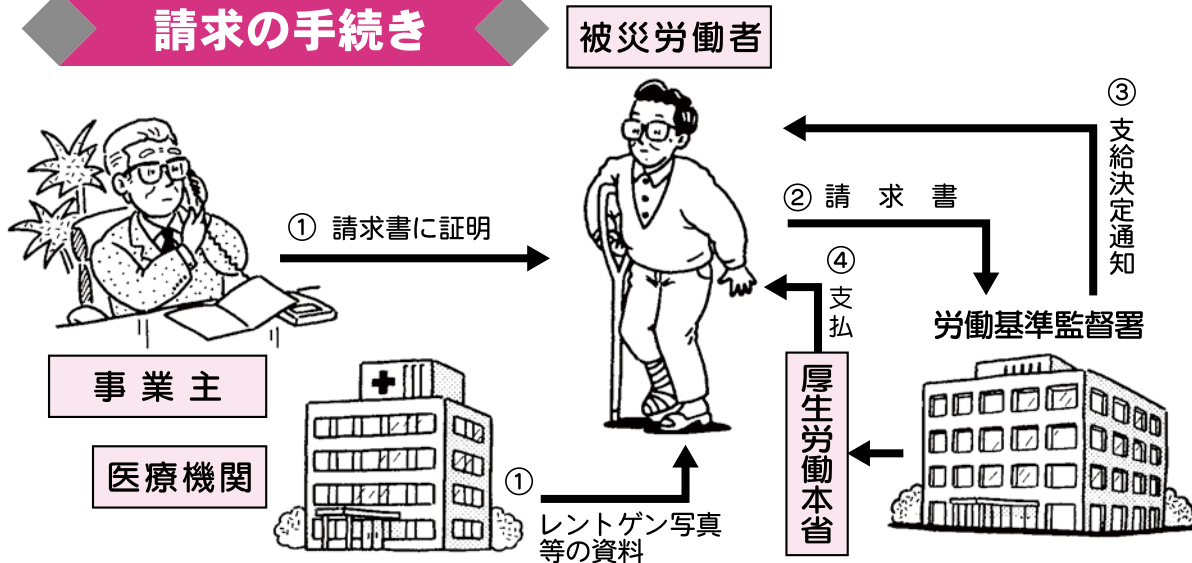 請求の手続き
被災労働者
① 請求書に証明
事業主
医療機関
①
レントゲン写真
等の資料
② 請求書
③
支給決定通知
労働基準監督署
④
支払
厚生労働本省